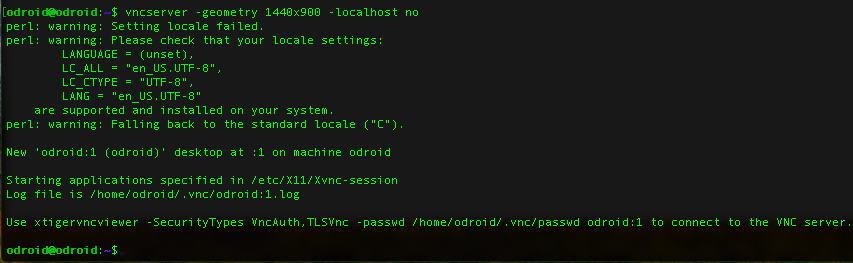 [odroid@odroid:~$ vncserver -geometry 1440x900 -localhost no
perl: warning: Setting locale failed.
perl: warning: Please check that your locale settings:
        LANGUAGE = (unset),
        LC_ALL = "en_US.UTF-8",
        LC_CTYPE = "UTF-8",
        LANG = "en_US.UTF-8"
    are supported and installed on your system.
perl: warning: Falling back to the standard locale ("C").
New 'odroid:1 (odroid)' desktop at :1 on machine odroid
Starting applications specified in /etc/X11/Xvnc-session
Log file is /home/odroid/.vnc/odroid:1.log
Use xtigervncviewer -SecurityTypes VncAuth,TLSVnc -passwd /home/odroid/.vnc/passwd odroid:1 to connect to the VNC server.
odroid@odroid:~$